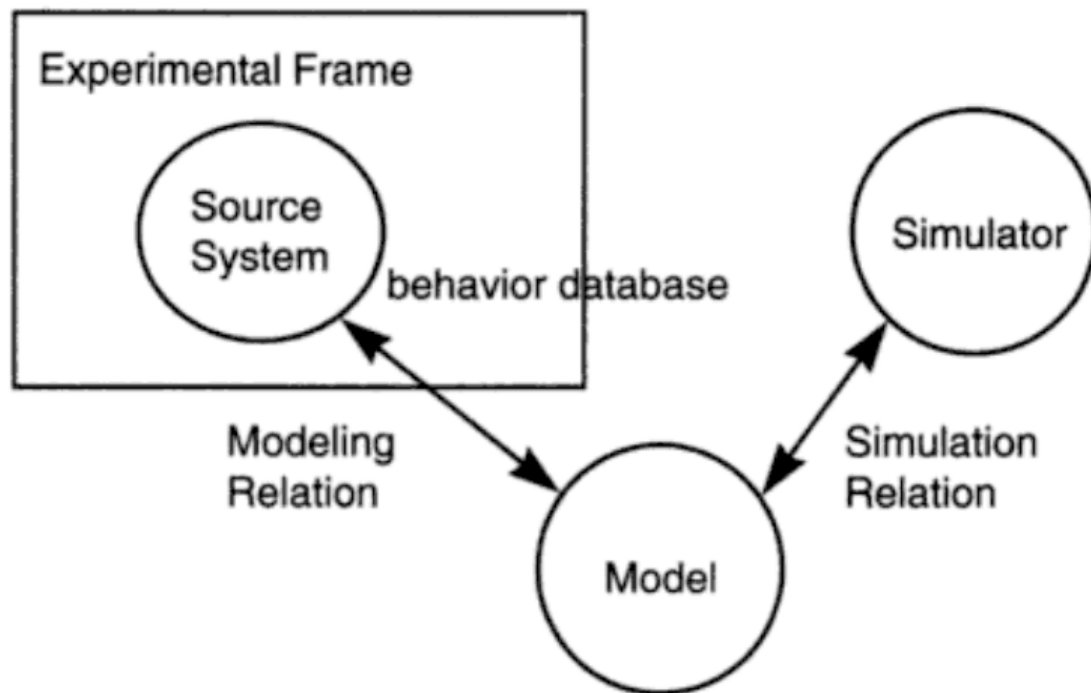 Experimental Frame
Source
System
behavior database
Simulator
Modeling
Relation
Simulation
Relation
Model